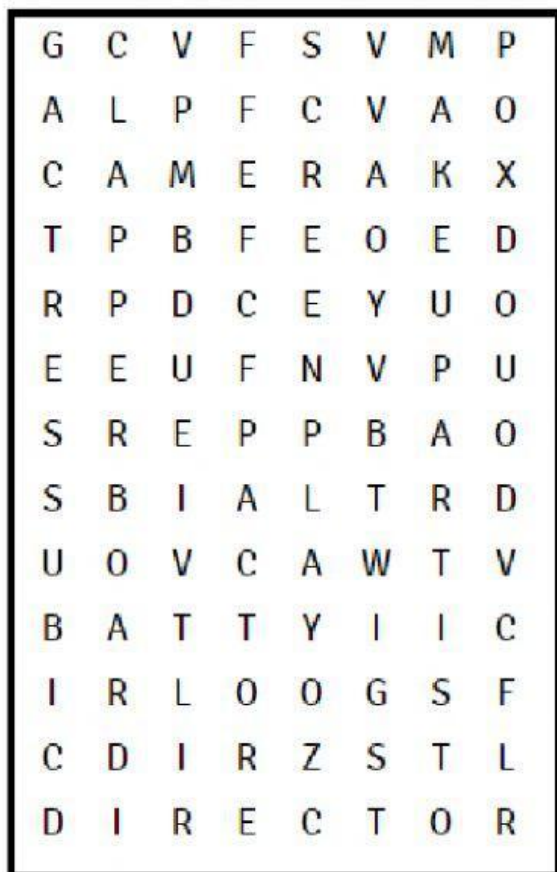 G C V F S V M P
A L P F C V A O
C A M E R A K X
T P B F E O E D
R P D C E Y U O
E E U F N V P U
S R E P P B A O
S B I A L T R D
U O V C A W T V
B A T T Y I I C
I R L O O G S F
C D I R Z S T L
D I R E C T O R